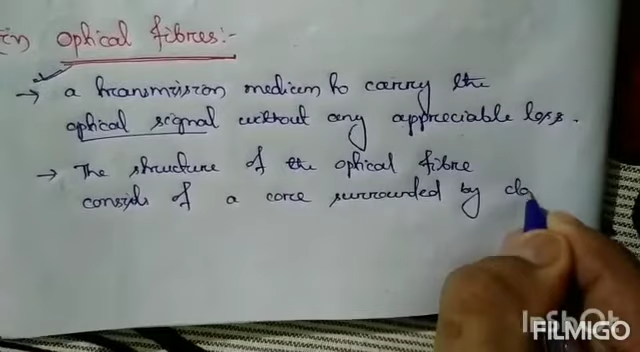 in) Optical fibres:-
→ a transmission medium to carry the
optical signal without any appreciable loss.
→ The structure of the optical fibre
consists of a core surrounded by cla
InShOt
FILMIGO